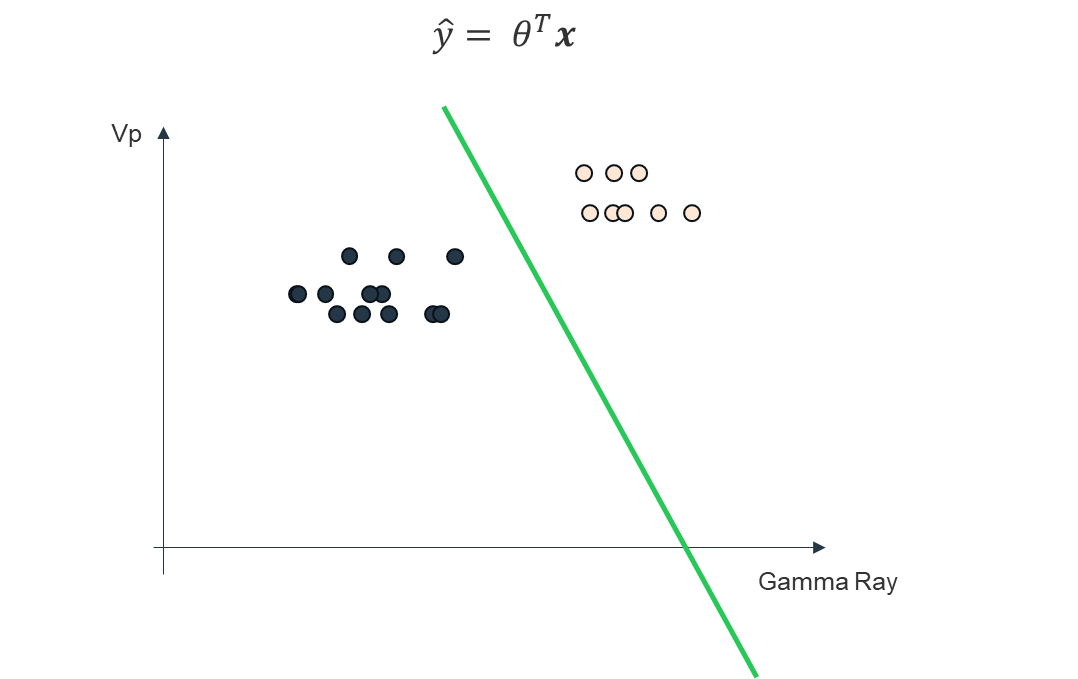 ŷ = θᵀx
Vp
Gamma Ray